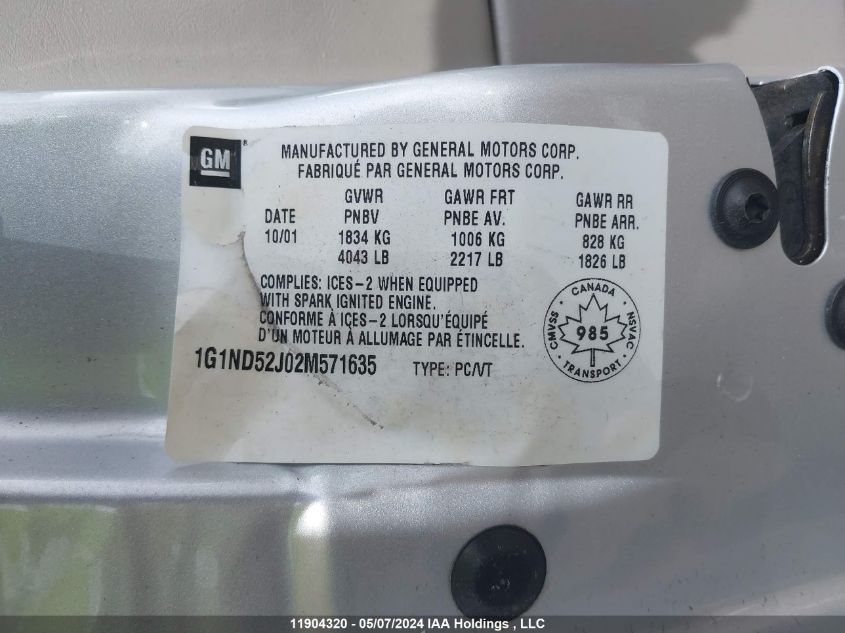 GM
MANUFACTURED BY GENERAL MOTORS CORP.
FABRIQUÉ PAR GENERAL MOTORS CORP.
GVWR GAWR FRT GAWR RR
DATE PNBV PNBE AV. PNBE ARR.
10/01 1834 KG 1006 KG 828 KG
4043 LB 2217 LB 1826 LB
COMPLIES: ICES-2 WHEN EQUIPPED
WITH SPARK IGNITED ENGINE.
CONFORME À ICES-2 LORSQU'ÉQUIPÉ
D'UN MOTEUR À ALLUMAGE PAR ÉTINCELLE.
CANADA
CMVSS 985 NSVAC
TRANSPORT
1G1ND52J02M571635 TYPE: PC/VT
11904320 - 05/07/2024 IAA Holdings , LLC